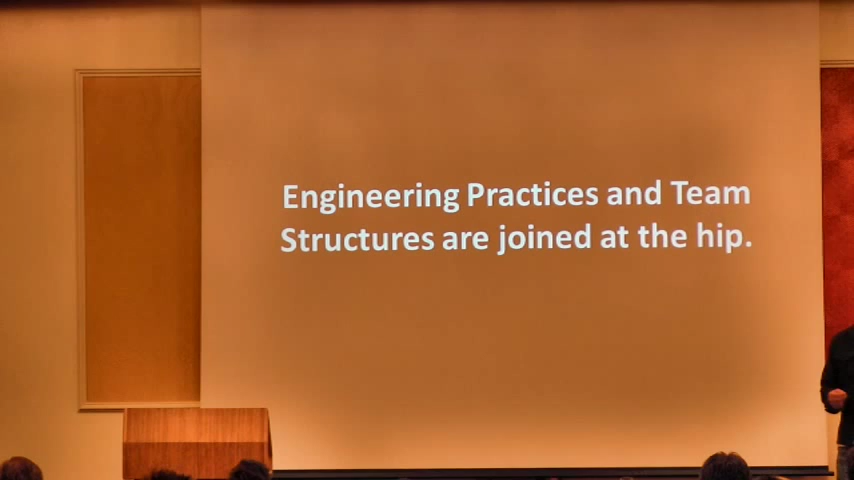 Engineering Practices and Team
Structures are joined at the hip.